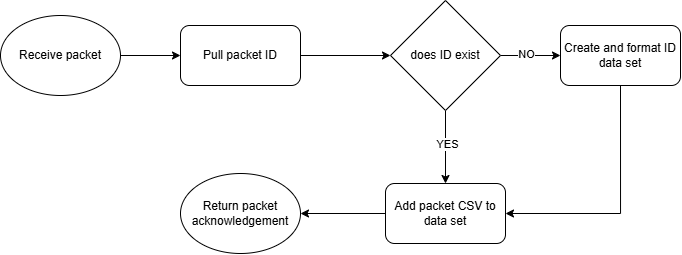 Receive packet
Pull packet ID
does ID exist
NO
Create and format ID
data set
YES
Add packet CSV to
data set
Return packet
acknowledgement